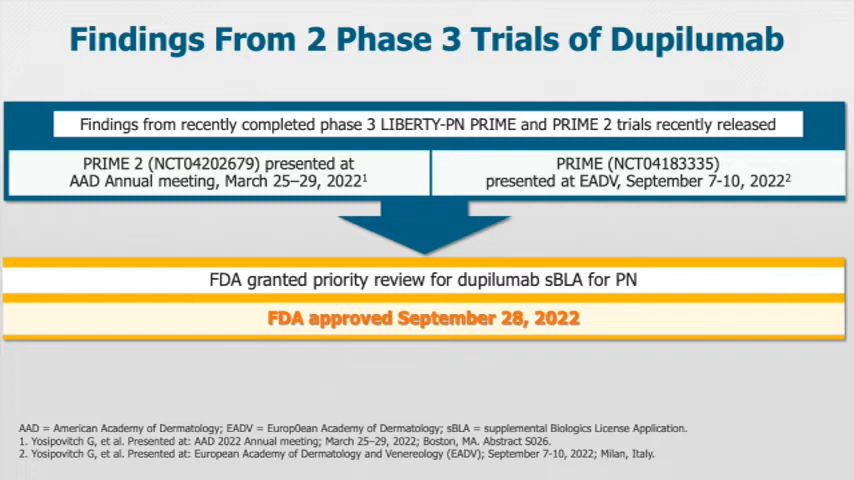 Findings From 2 Phase 3 Trials of Dupilumab
Findings from recently completed phase 3 LIBERTY-PN PRIME and PRIME 2 trials recently released
PRIME 2 (NCT04202679) presented at
AAD Annual meeting, March 25–29, 2022¹
PRIME (NCT04183335)
presented at EADV, September 7-10, 2022²
FDA granted priority review for dupilumab sBLA for PN
FDA approved September 28, 2022
AAD = American Academy of Dermatology; EADV = Europ0ean Academy of Dermatology; sBLA = supplemental Biologics License Application.
1. Yosipovitch G, et al. Presented at: AAD 2022 Annual meeting; March 25–29, 2022; Boston, MA. Abstract S026.
2. Yosipovitch G, et al. Presented at: European Academy of Dermatology and Venereology (EADV); September 7-10, 2022; Milan, Italy.